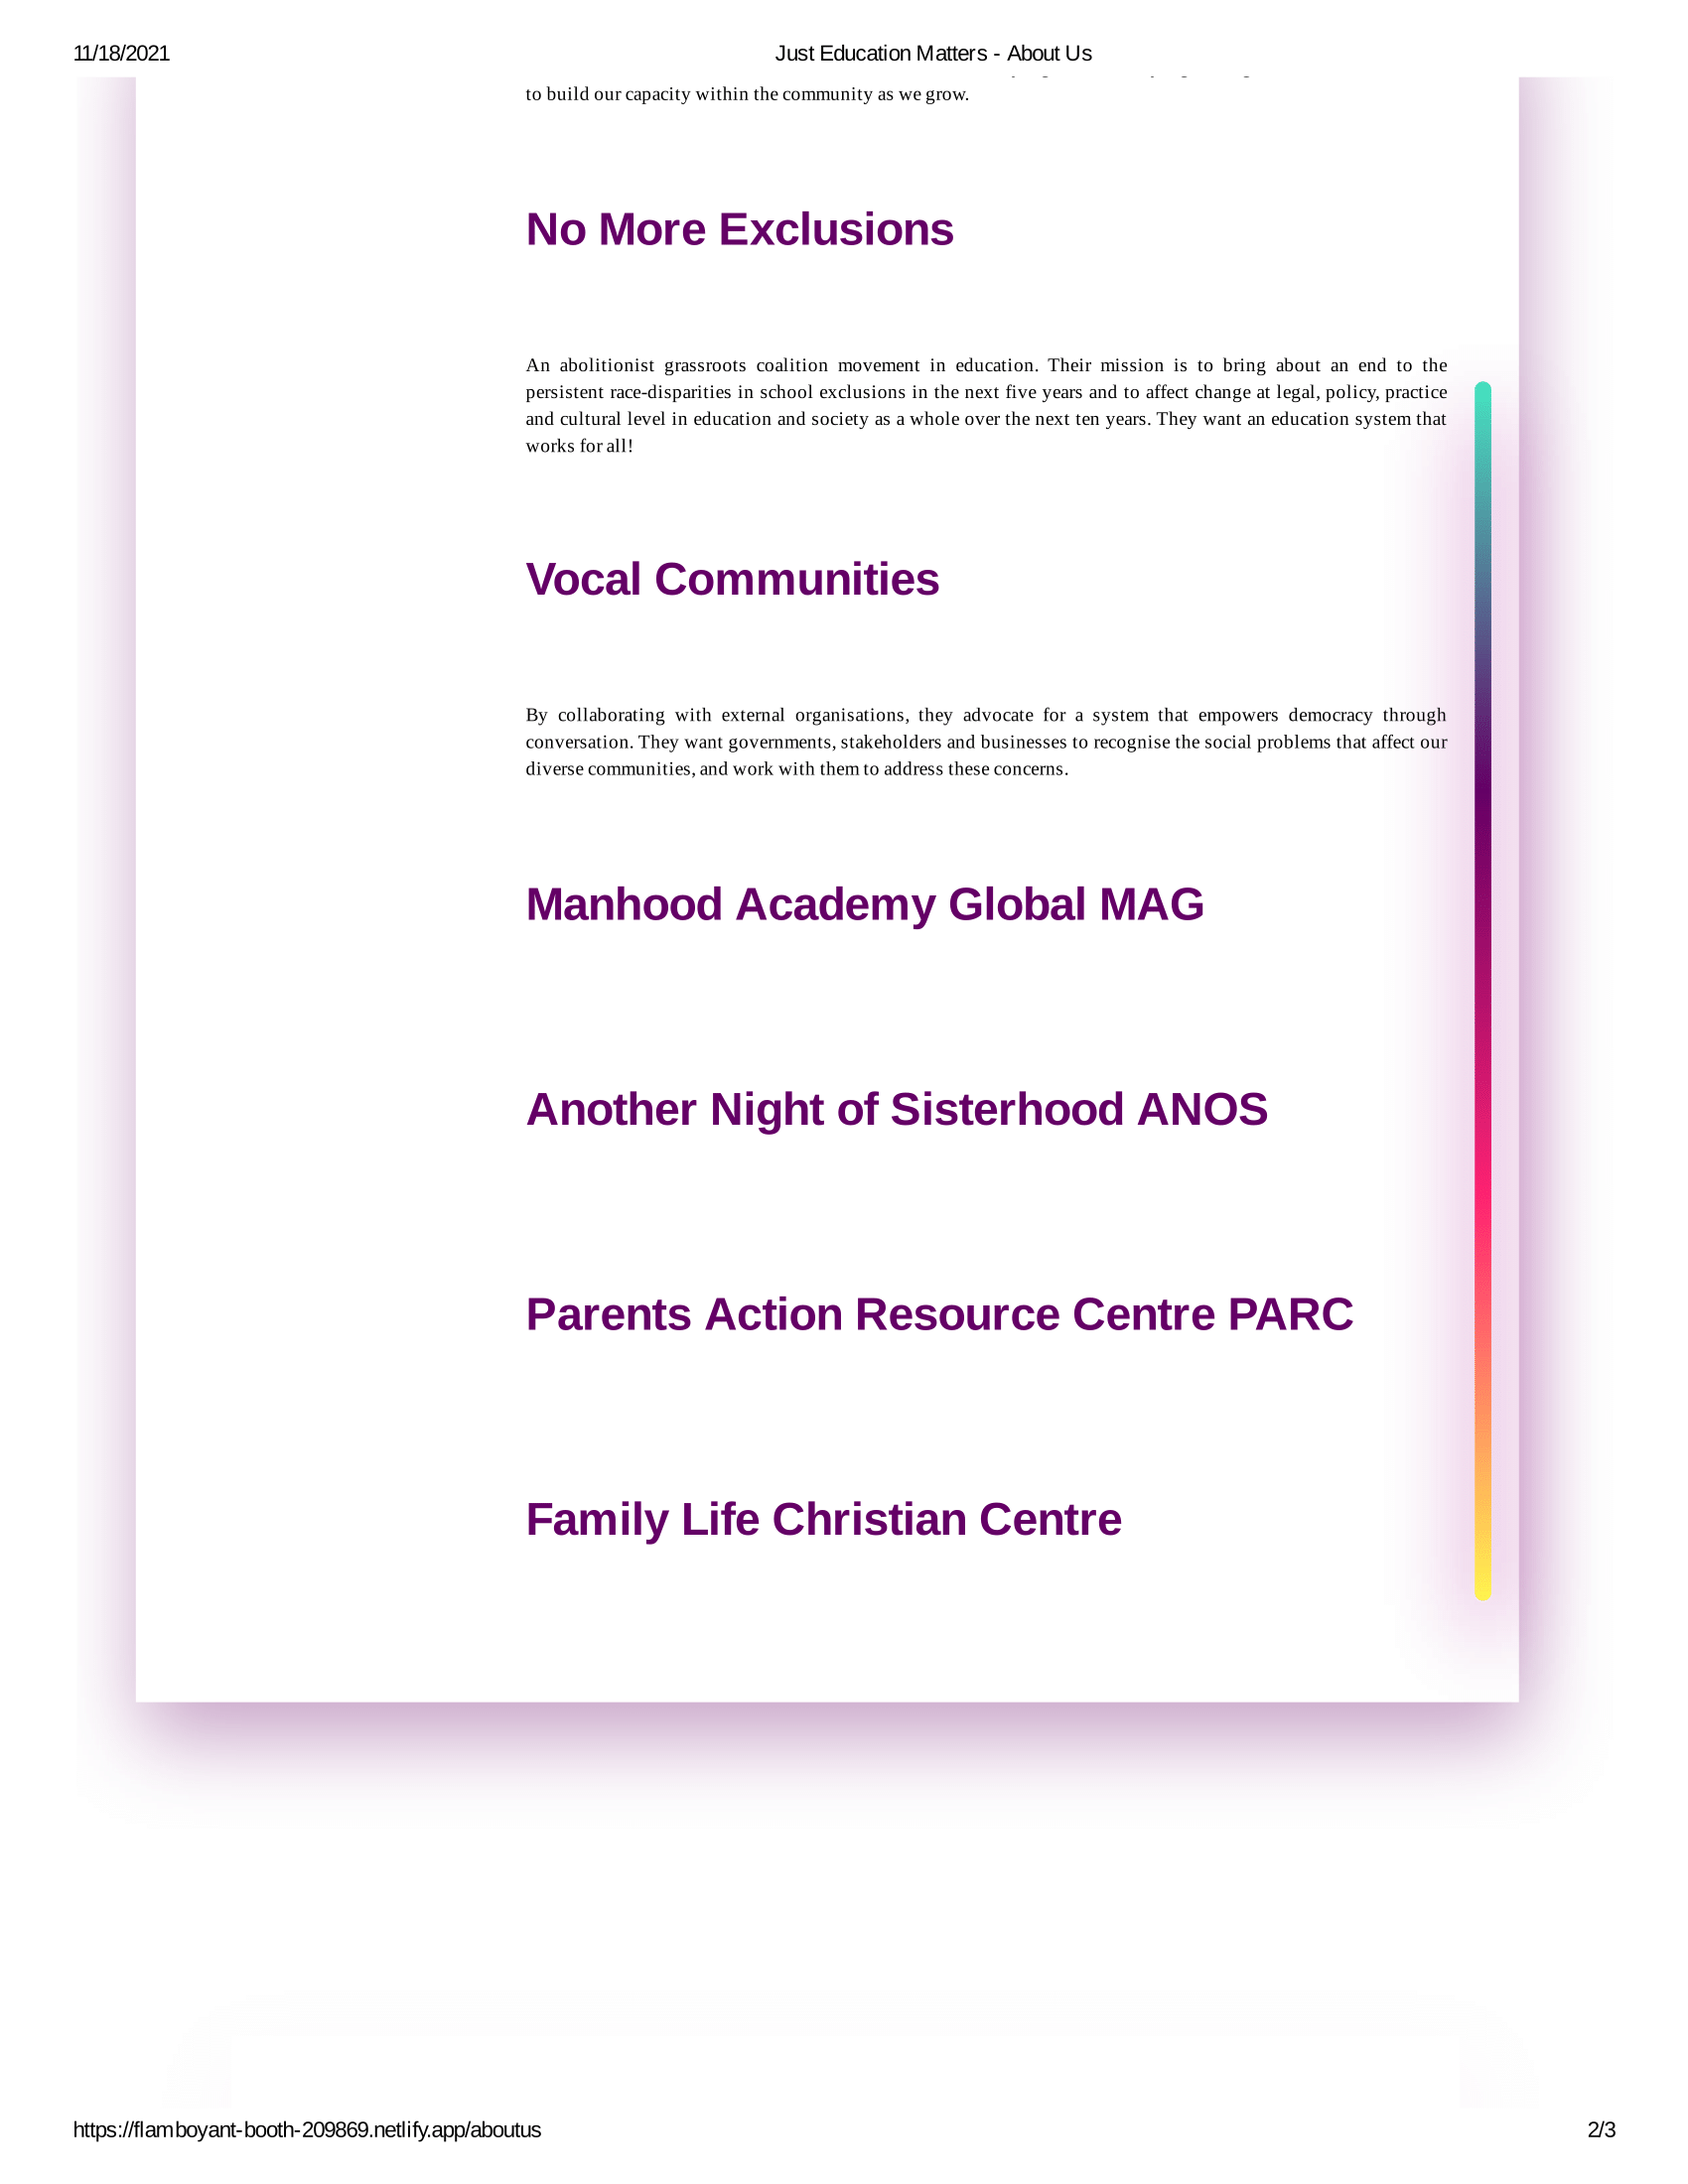 11/18/2021
Just Education Matters - About Us
to build our capacity within the community as we grow.
No More Exclusions
An abolitionist grassroots coalition movement in education. Their mission is to bring about an end to the
persistent race-disparities in school exclusions in the next five years and to affect change at legal, policy, practice
and cultural level in education and society as a whole over the next ten years. They want an education system that
works for all!
Vocal Communities
By collaborating with external organisations, they advocate for a system that empowers democracy through
conversation. They want governments, stakeholders and businesses to recognise the social problems that affect our
diverse communities, and work with them to address these concerns.
Manhood Academy Global MAG
Another Night of Sisterhood ANOS
Parents Action Resource Centre PARC
Family Life Christian Centre
https://flamboyant-booth-209869.netlify.app/aboutus
2/3